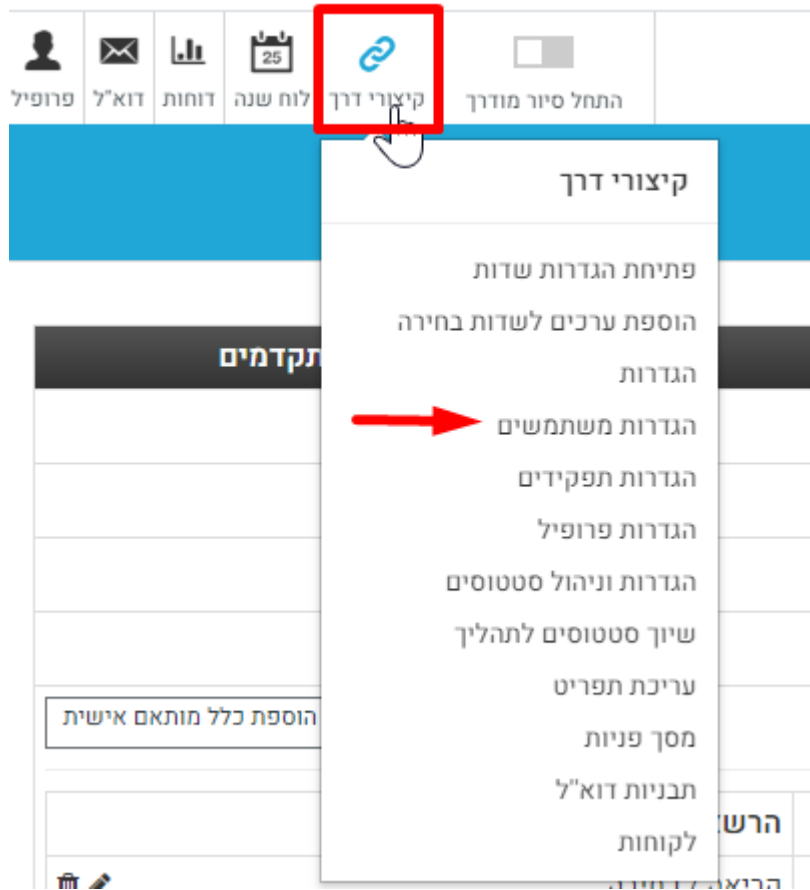 התחל סיור מודרך
קיצורי דרך
לוח שנה
25
דוחות
דוא"ל
פרופיל
קיצורי דרך
פתיחת הגדרות שדות
הוספת ערכים לשדות בחירה
הגדרות
הגדרות משתמשים
הגדרות תפקידים
הגדרות פרופיל
הגדרות וניהול סטטוסים
שיוך סטטוסים לתהליך
עריכת תפריט
מסך פניות
תבניות דוא"ל
לקוחות
הוספת כלל מותאם אישית